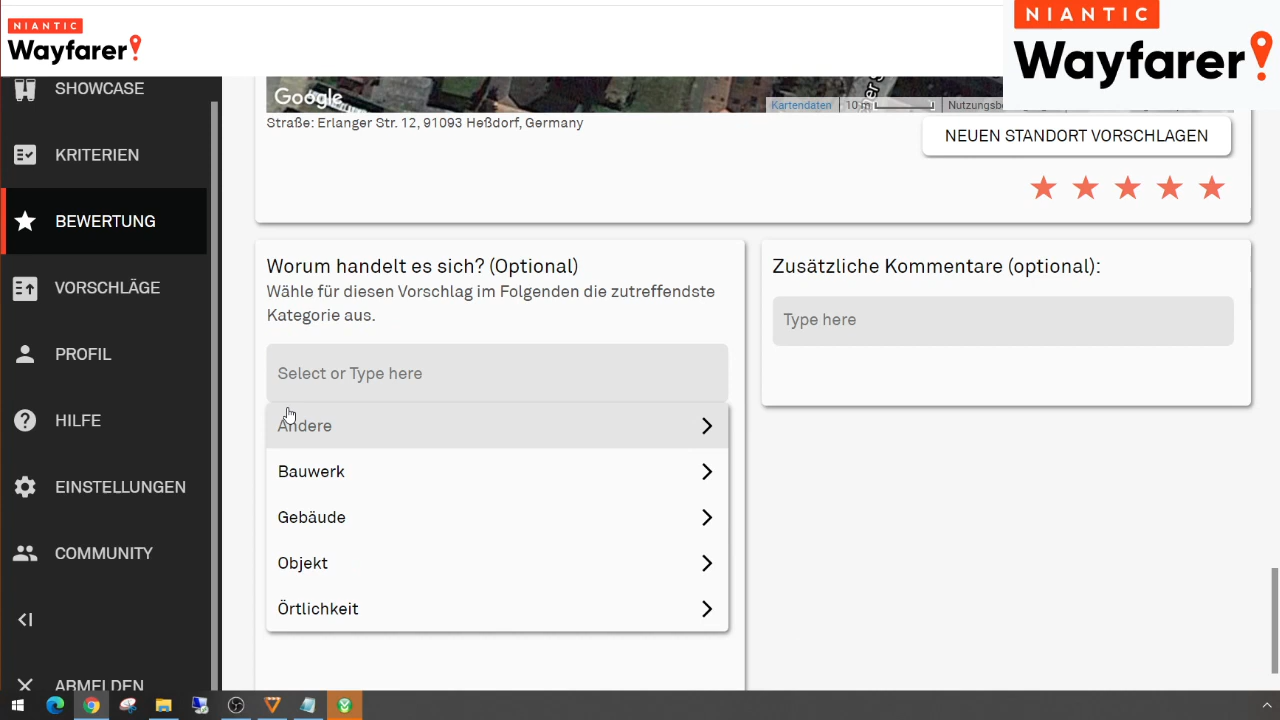 NIANTIC
Wayfarer
NIANTIC
Wayfarer
SHOWCASE
KRITERIEN
BEWERTUNG
VORSCHLÄGE
PROFIL
HILFE
EINSTELLUNGEN
COMMUNITY
ABMELDEN
Google
Kartendaten
10 m
Straße: Erlanger Str. 12, 91093 Heßdorf, Germany
NEUEN STANDORT VORSCHLAGEN
Worum handelt es sich? (Optional)
Wähle für diesen Vorschlag im Folgenden die zutreffendste
Kategorie aus.
Select or Type here
Andere
Bauwerk
Gebäude
Objekt
Örtlichkeit
Zusätzliche Kommentare (optional):
Type here